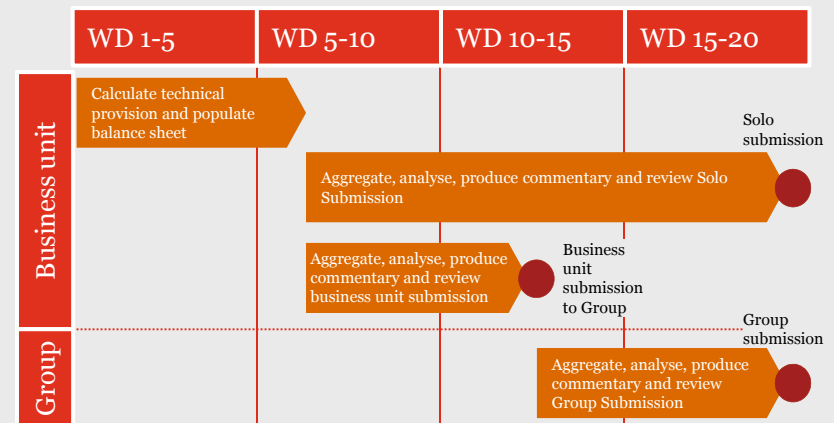 WD 1-5
WD 5-10
WD 10-15
WD 15-20
Business unit
Calculate technical
provision and populate
balance sheet
Solo
submission
Aggregate, analyse, produce commentary and review Solo
Submission
Aggregate, analyse, produce
commentary and review
business unit submission
Business
unit
submission
to Group
Group
submission
Group
Aggregate, analyse, produce
commentary and review
Group Submission